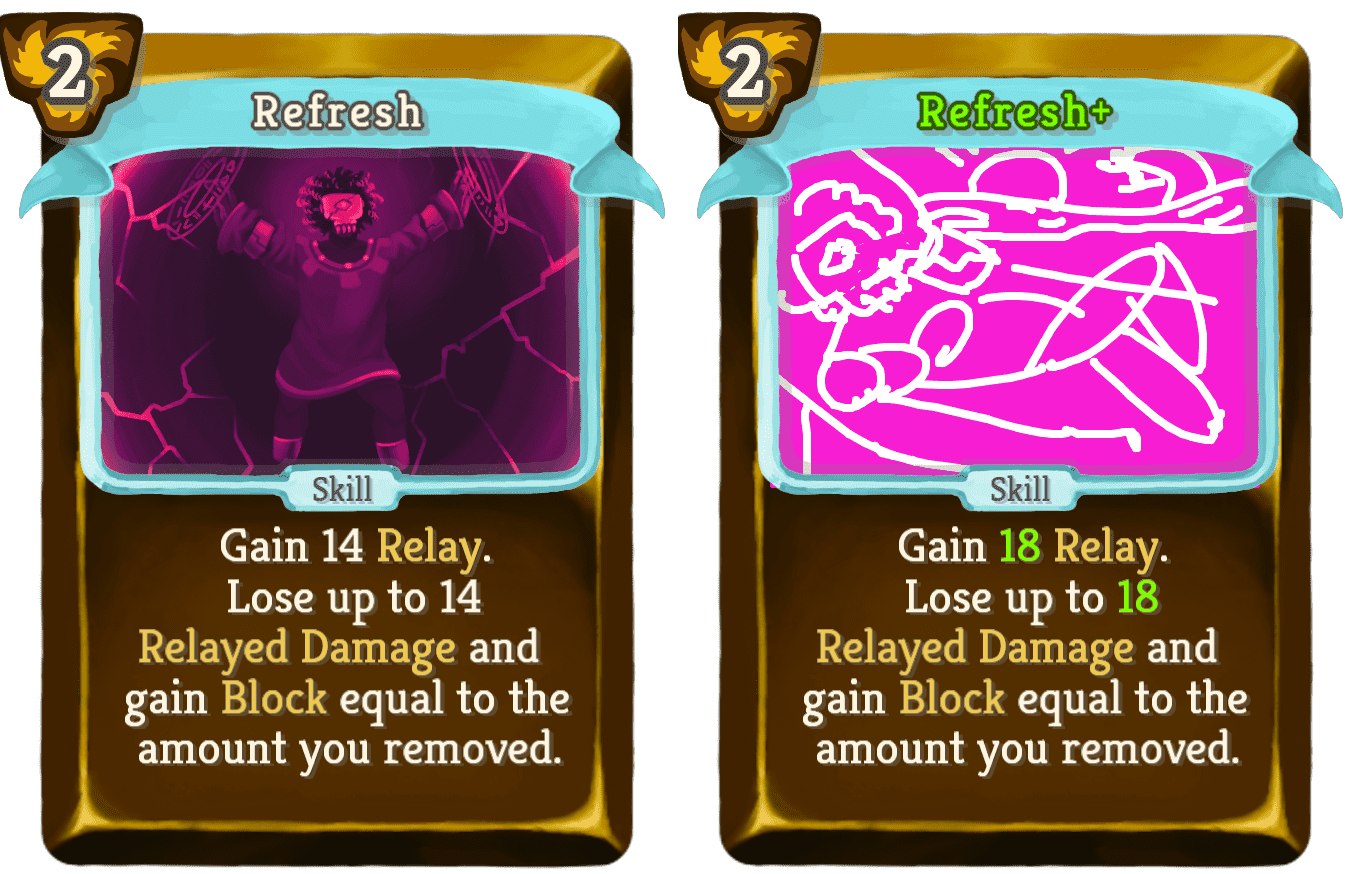 2
Refresh
Skill
Gain 14 Relay.
Lose up to 14
Relayed Damage and
gain Block equal to the
amount you removed.
2
Refresh+
Skill
Gain 18 Relay.
Lose up to 18
Relayed Damage and
gain Block equal to the
amount you removed.